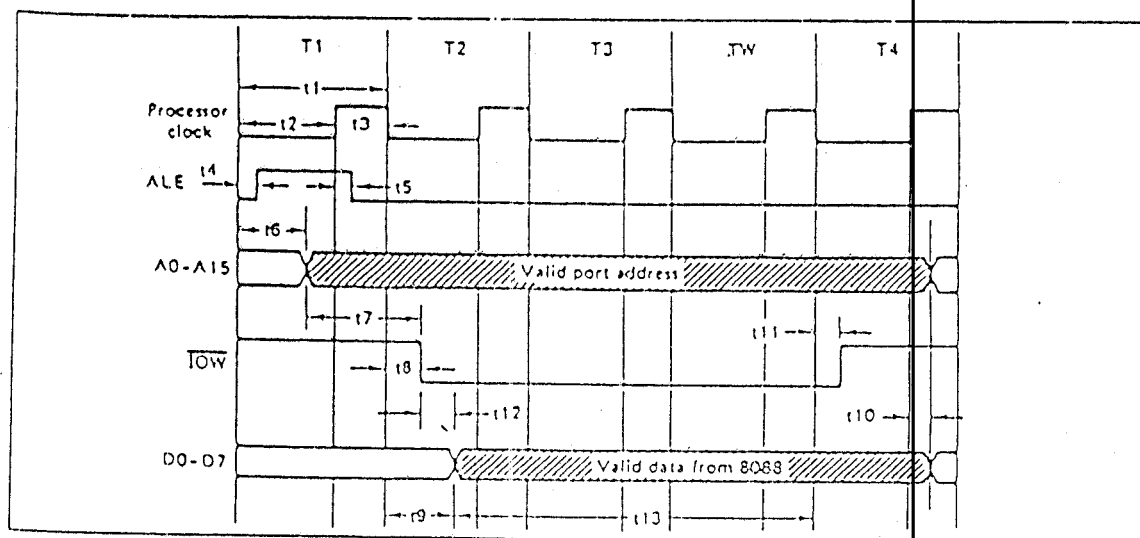 T1 T2 T3 TW T4
t1
Processor
clock
t2 t3
ALE t4
t5
t6
A0-A15 Valid port address
t7
t11
IOW
t8
t12
t10
D0-D7 Valid data from 8088
t9 t13